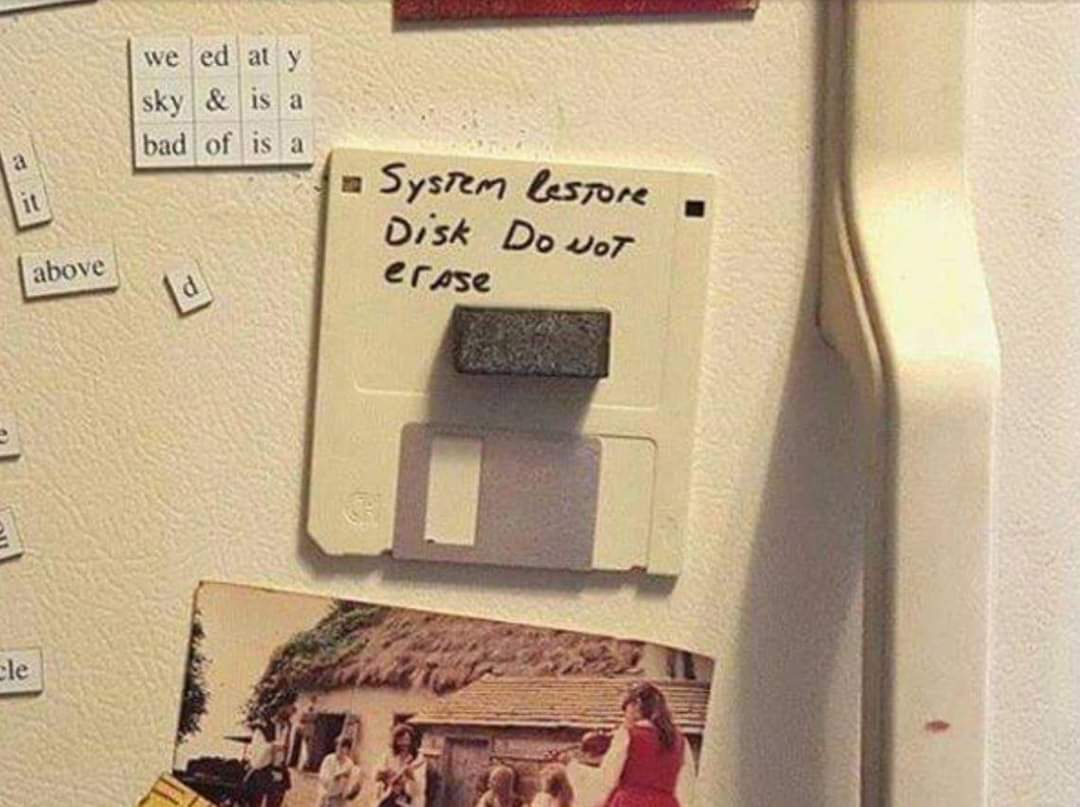 we ed at y
sky & is a
bad of is a
a
it
above
d
System Restore
Disk Do Not
erase
e
cle